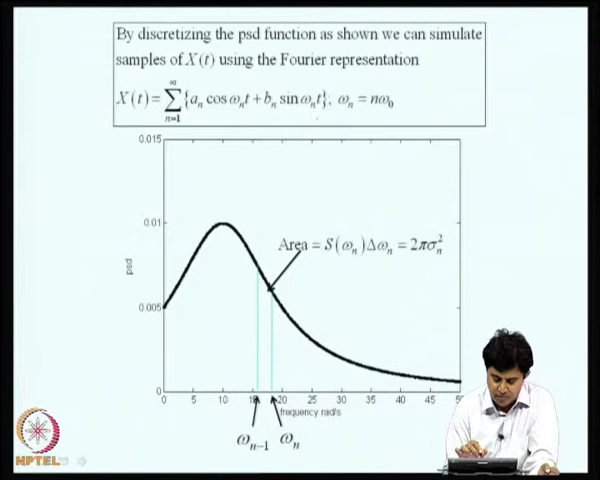 By discretizing the psd function as shown we can simulate
samples of X(t) using the Fourier representation
X(t)=∑_{n=1}^{∞}{a_n cos ω_n t + b_n sin ω_n t}; ω_n = nω_0
0.015
0.01
Area = S(ω_n)Δω_n = 2πσ_n^2
psd
0.005
0
0 5 10 15 20 25 30 35 40 45
frequency rad/s
ω_{n-1} ω_n
NPTEL